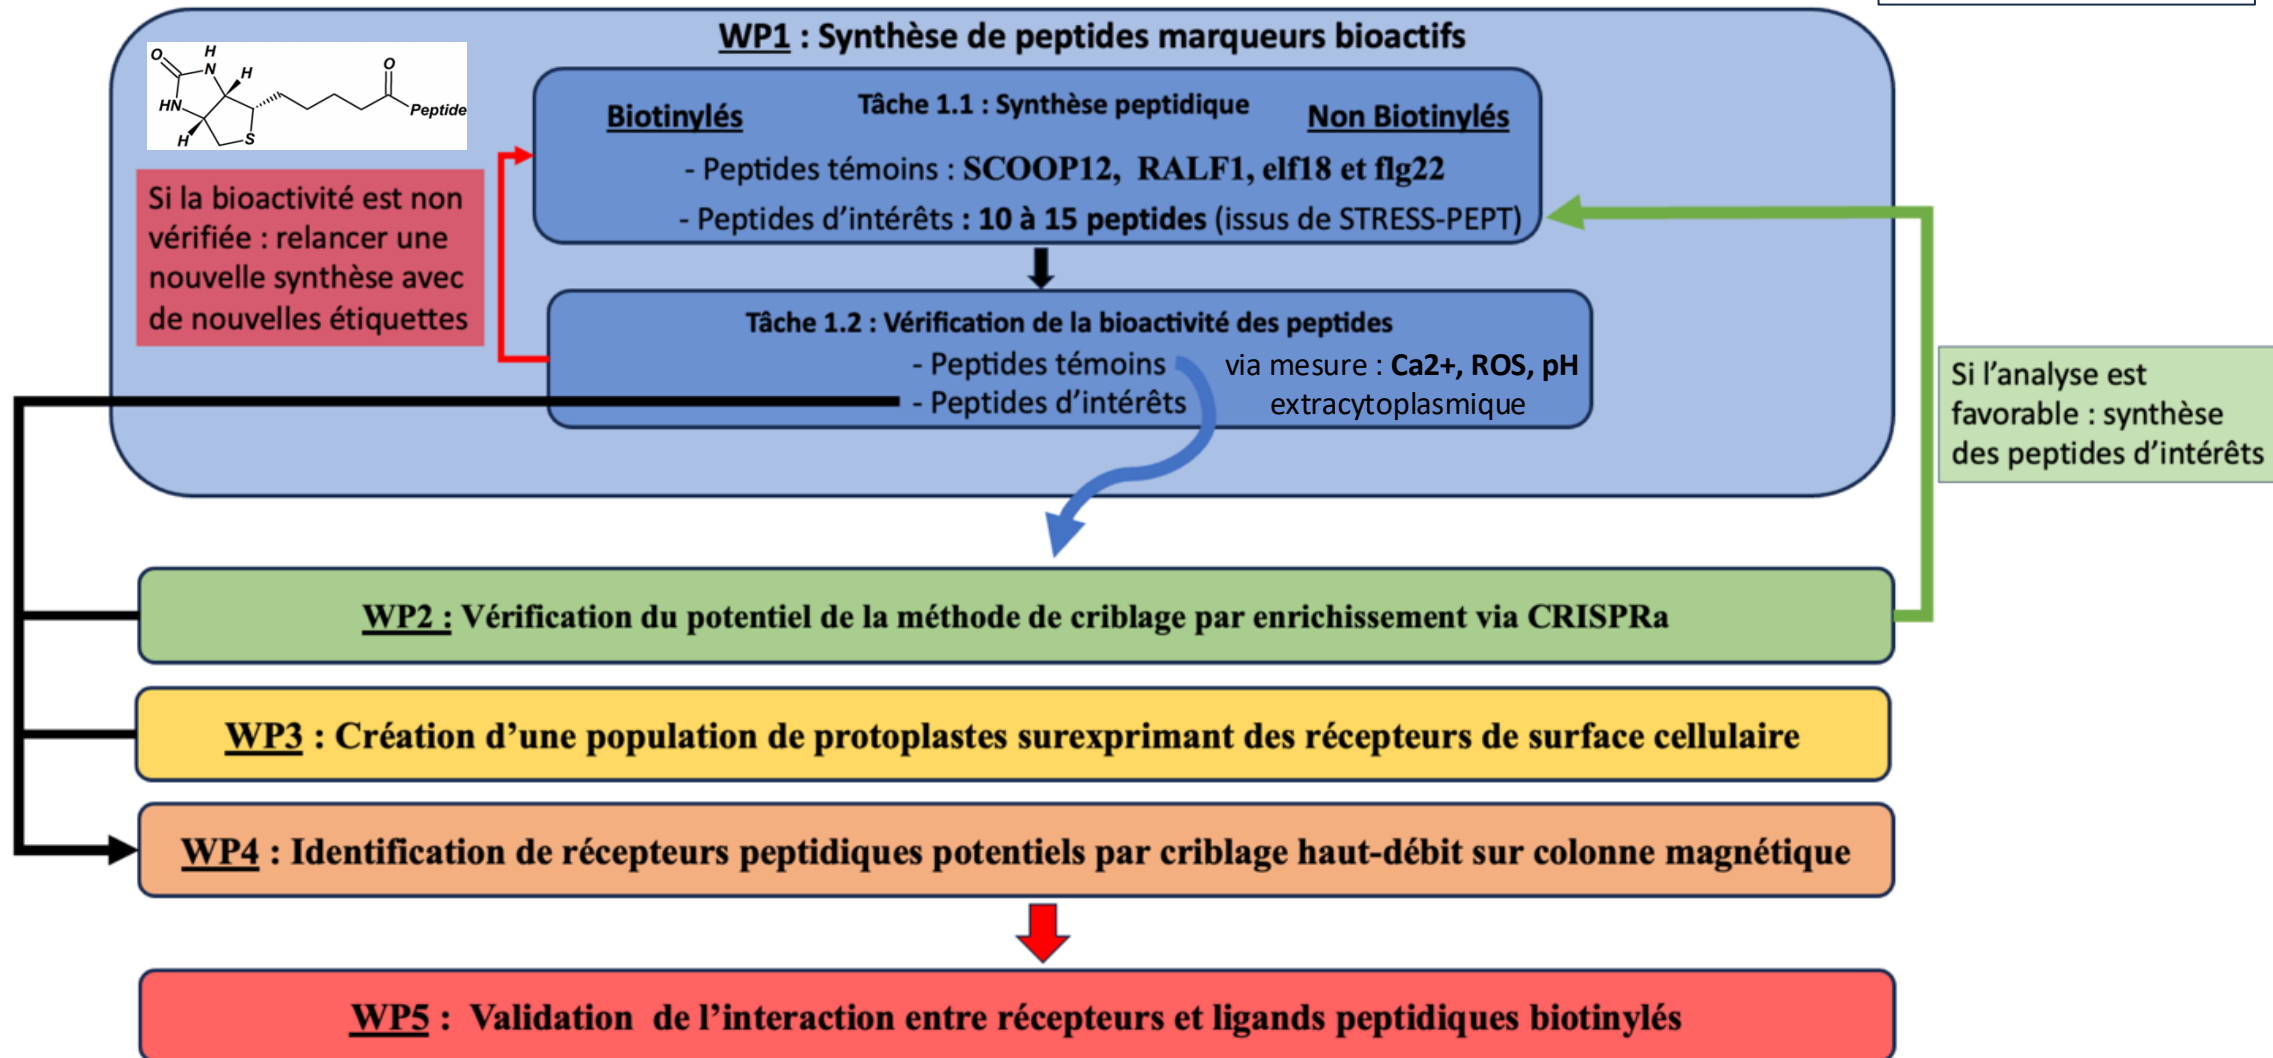 WP1 : Synthèse de peptides marqueurs bioactifs
O
H
N
H
HN
H
S
O
Peptide
Tâche 1.1 : Synthèse peptidique
Biotinylés
Non Biotinylés
- Peptides témoins : SCOOP12, RALF1, elf18 et flg22
- Peptides d’intérêts : 10 à 15 peptides (issus de STRESS-PEPT)
Si la bioactivité est non
vérifiée : relancer une
nouvelle synthèse avec
de nouvelles étiquettes
Tâche 1.2 : Vérification de la bioactivité des peptides
- Peptides témoins
- Peptides d’intérêts
via mesure : Ca2+, ROS, pH
extracytoplasmique
Si l’analyse est
favorable : synthèse
des peptides d’intérêts
WP2 : Vérification du potentiel de la méthode de criblage par enrichissement via CRISPRa
WP3 : Création d’une population de protoplastes surexprimant des récepteurs de surface cellulaire
WP4 : Identification de récepteurs peptidiques potentiels par criblage haut-débit sur colonne magnétique
WP5 : Validation de l’interaction entre récepteurs et ligands peptidiques biotinylés